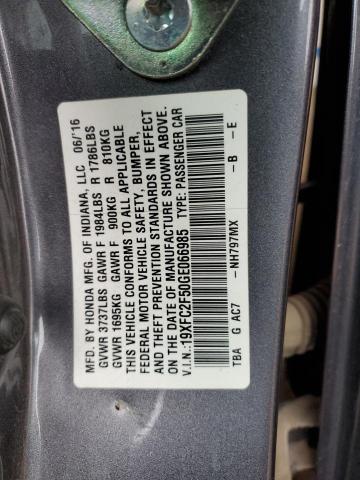 MFD. BY HONDA MFG. OF INDIANA, LLC 06/16
GVWR 3737LBS GAWR F 1984LBS R 1786LBS
GVWR 1695KG GAWR F 900KG R 810KG
THIS VEHICLE CONFORMS TO ALL APPLICABLE
FEDERAL MOTOR VEHICLE SAFETY, BUMPER,
AND THEFT PREVENTION STANDARDS IN EFFECT
ON THE DATE OF MANUFACTURE SHOWN ABOVE.
V.I.N.:19XFC2F50GE066985 TYPE: PASSENGER CAR
TBA G AC7 -NH797MX -B -E